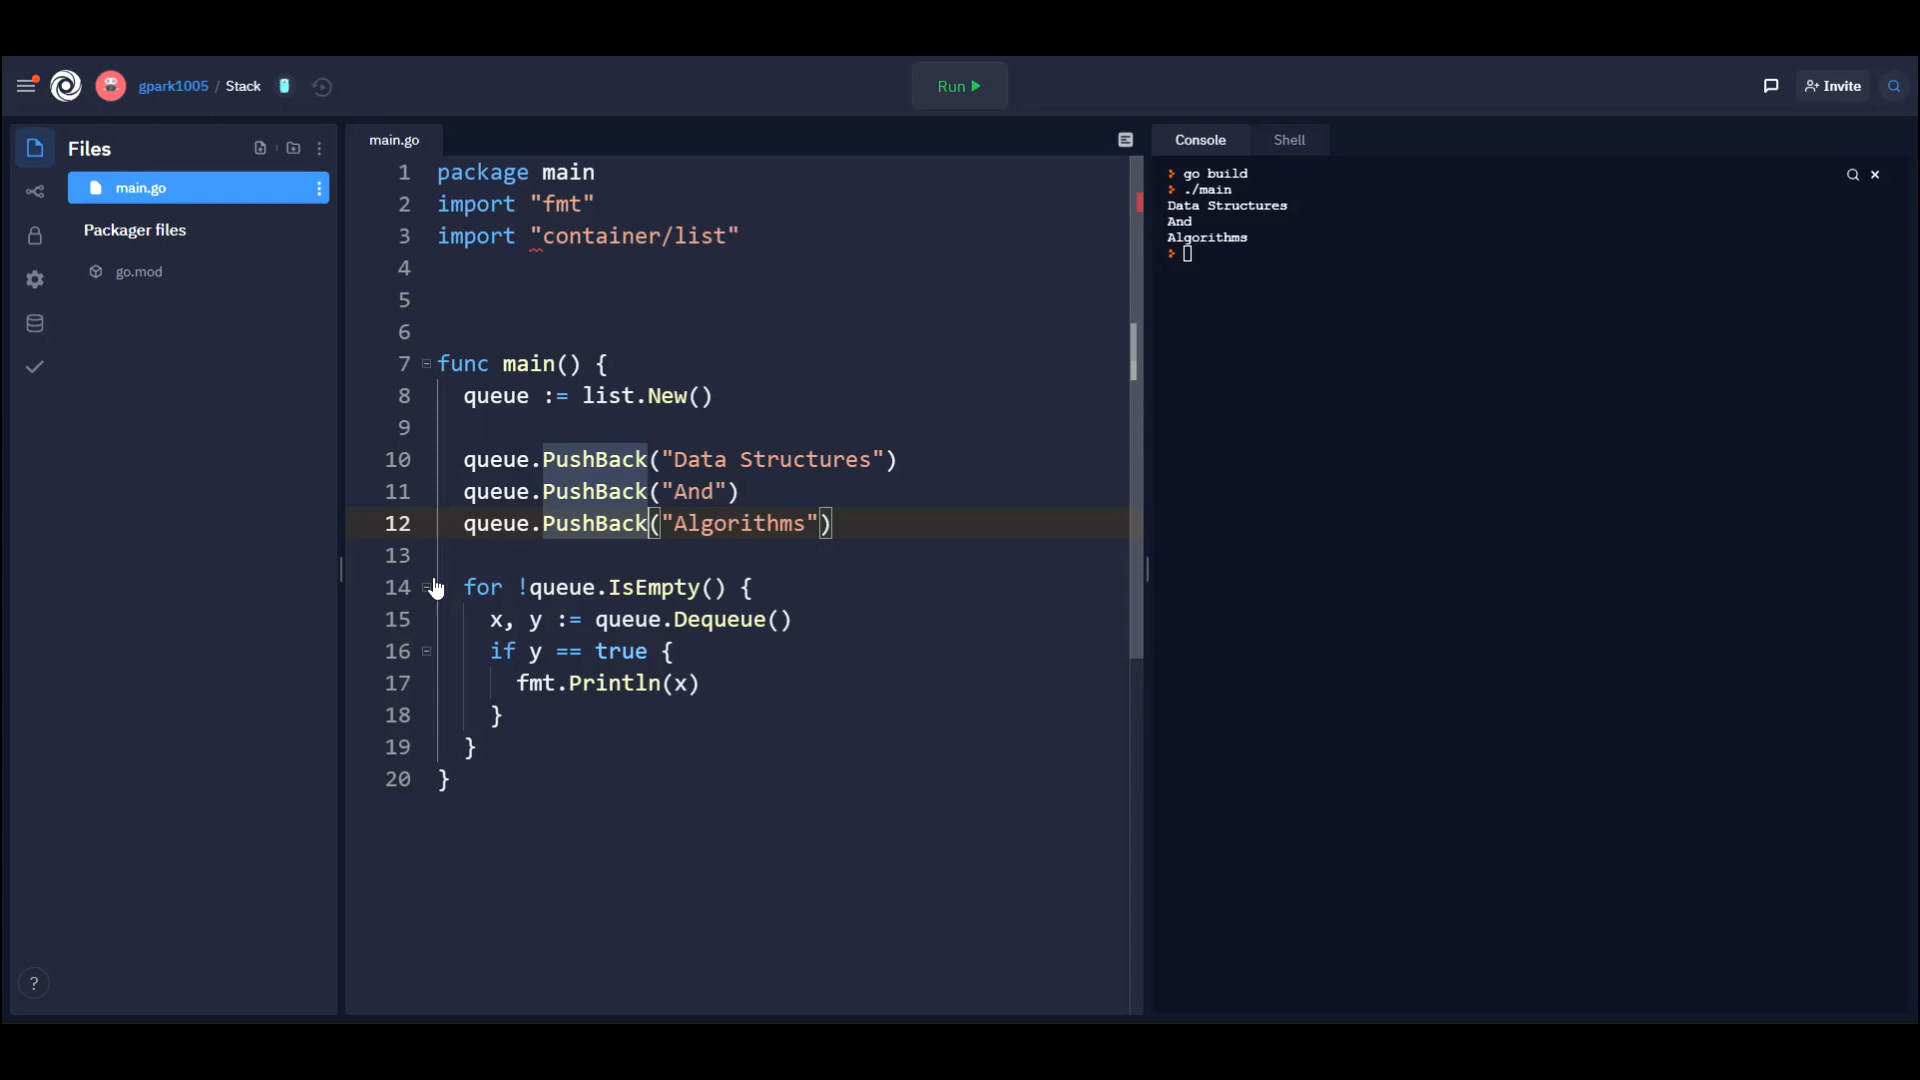 gpark1005 / Stack
Run
Invite
Files
main.go
Packager files
go.mod
?
main.go
1 package main
2 import "fmt"
3 import "container/list"
4
5
6
7 func main() {
8 queue := list.New()
9
10 queue.PushBack("Data Structures")
11 queue.PushBack("And")
12 queue.PushBack("Algorithms")
13
14 for !queue.IsEmpty() {
15 x, y := queue.Dequeue()
16 if y == true {
17 fmt.Println(x)
18 }
19 }
20 }
Console Shell
> go build
> ./main
Data Structures
And
Algorithms
>